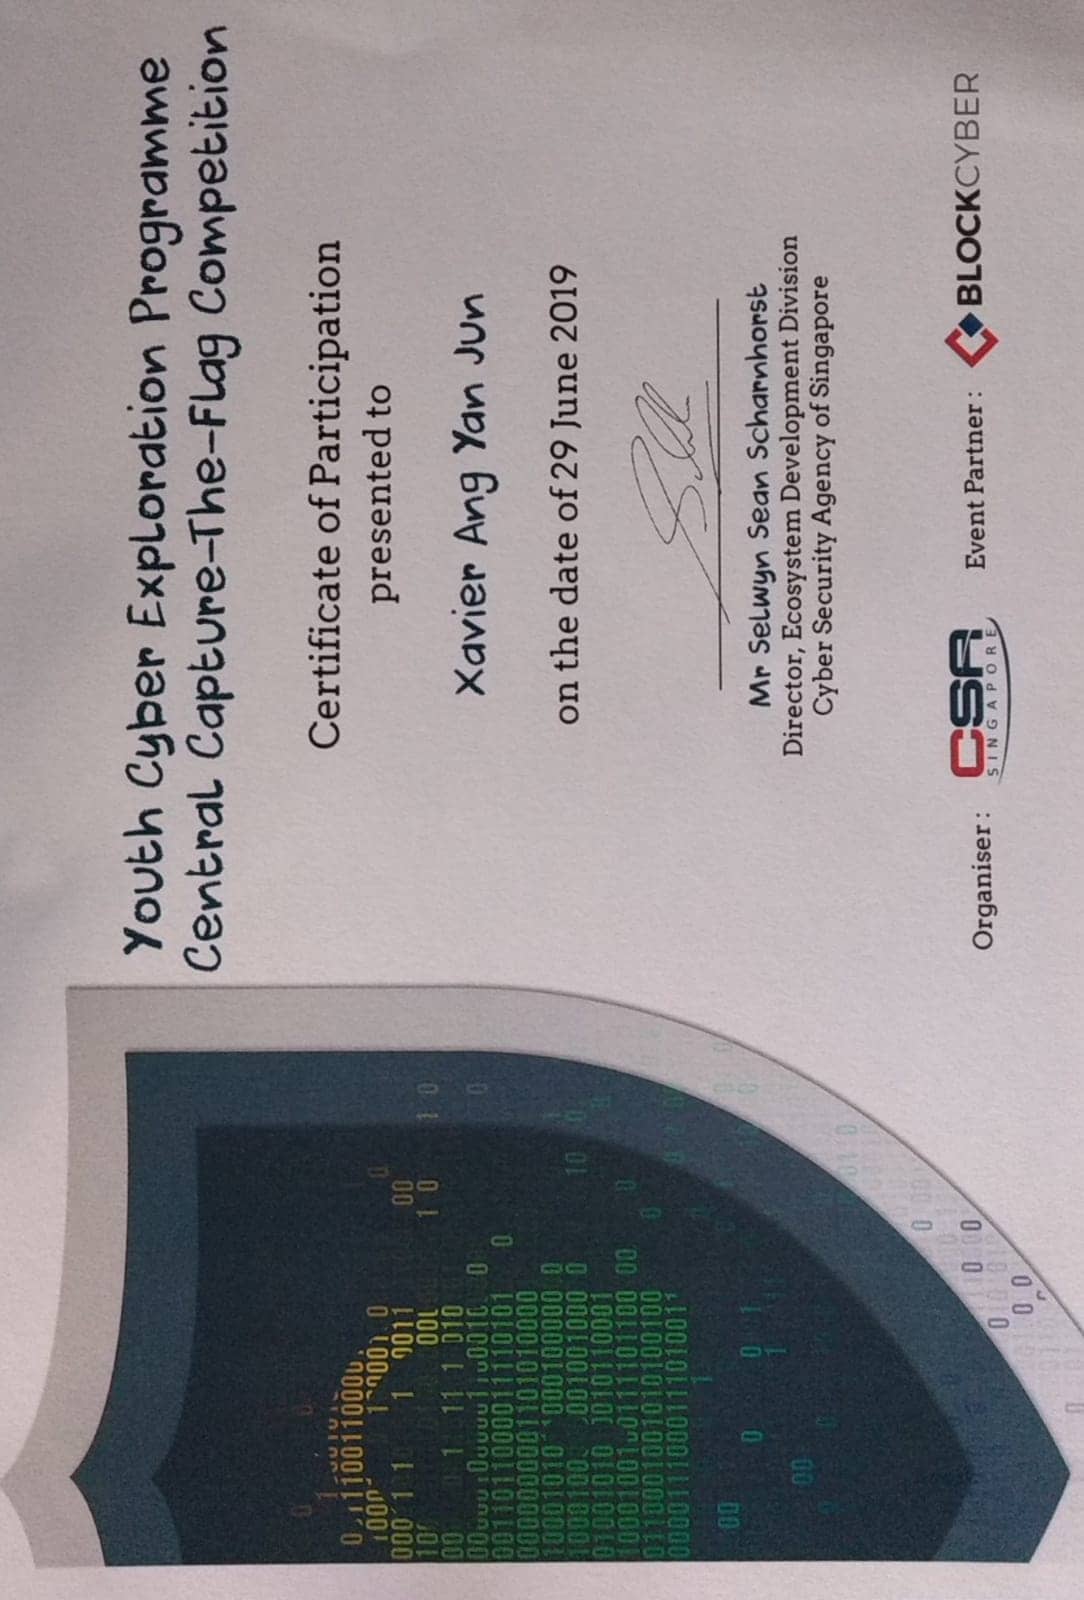 Youth Cyber Exploration Programme
Central Capture-The-Flag Competition
Certificate of Participation
presented to
Xavier Ang Yan Jun
on the date of 29 June 2019
Mr Selwyn Sean Scharnhorst
Director, Ecosystem Development Division
Cyber Security Agency of Singapore
Organiser : CSA SINGAPORE Event Partner : BLOCKCYBER